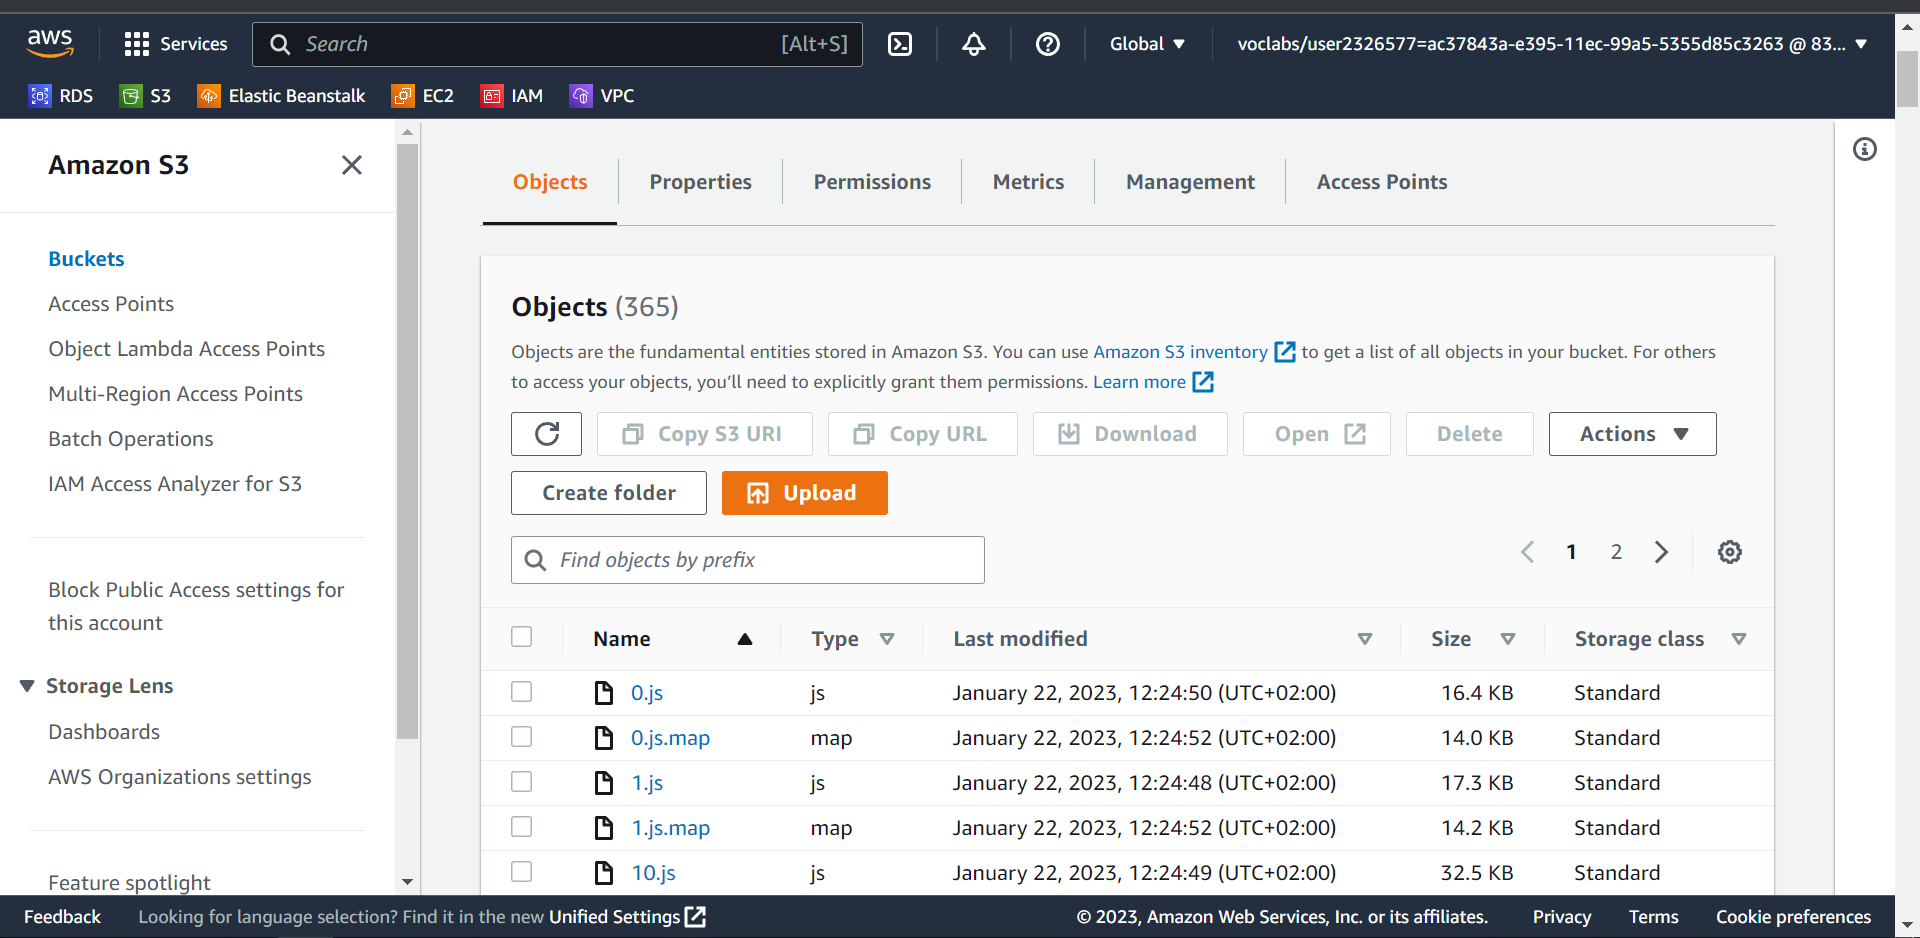 aws
Services
Search [Alt+S]
Global
voclabs/user2326577=ac37843a-e395-11ec-99a5-5355d85c3263 @ 83...
RDS
S3
Elastic Beanstalk
EC2
IAM
VPC
Amazon S3
Buckets
Access Points
Object Lambda Access Points
Multi-Region Access Points
Batch Operations
IAM Access Analyzer for S3
Block Public Access settings for
this account
Storage Lens
Dashboards
AWS Organizations settings
Feature spotlight
Objects
Properties
Permissions
Metrics
Management
Access Points
Objects (365)
Objects are the fundamental entities stored in Amazon S3. You can use Amazon S3 inventory to get a list of all objects in your bucket. For others
to access your objects, you'll need to explicitly grant them permissions. Learn more
Copy S3 URI
Copy URL
Download
Open
Delete
Actions
Create folder
Upload
Find objects by prefix
1 2
Name Type Last modified Size Storage class
0.js js January 22, 2023, 12:24:50 (UTC+02:00) 16.4 KB Standard
0.js.map map January 22, 2023, 12:24:52 (UTC+02:00) 14.0 KB Standard
1.js js January 22, 2023, 12:24:48 (UTC+02:00) 17.3 KB Standard
1.js.map map January 22, 2023, 12:24:52 (UTC+02:00) 14.2 KB Standard
10.js js January 22, 2023, 12:24:49 (UTC+02:00) 32.5 KB Standard
Feedback
Looking for language selection? Find it in the new Unified Settings
© 2023, Amazon Web Services, Inc. or its affiliates.
Privacy
Terms
Cookie preferences